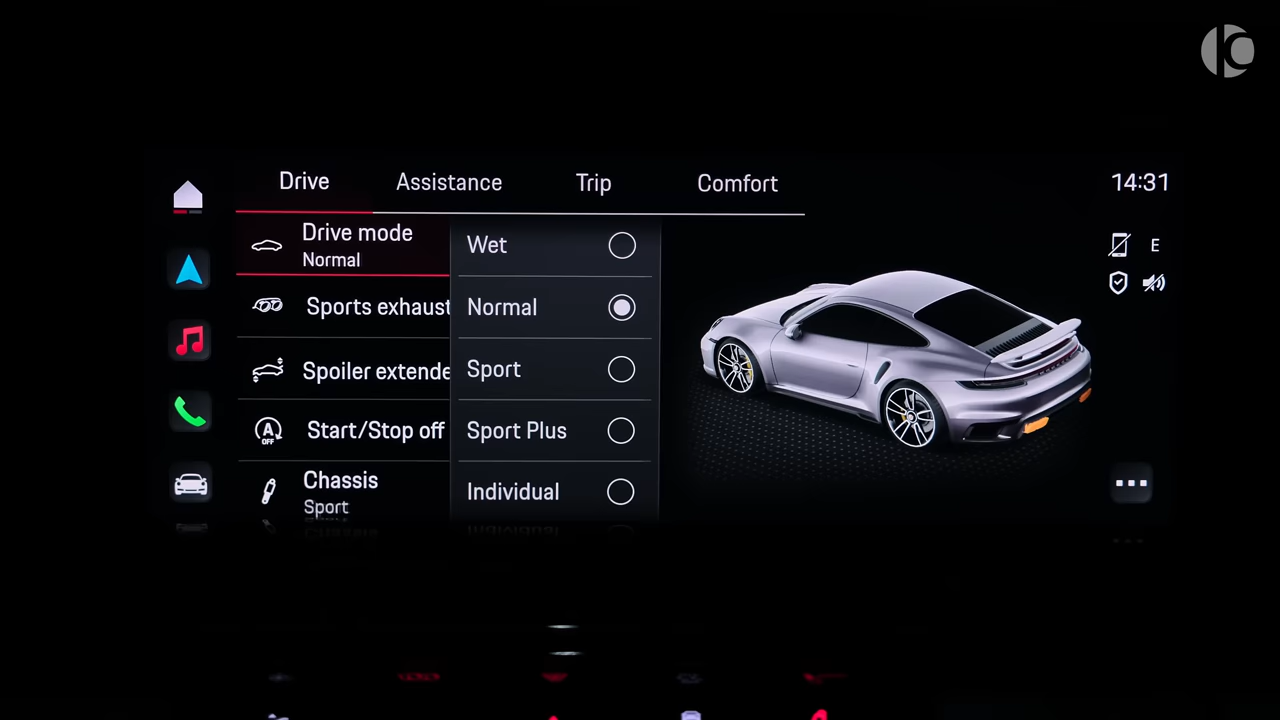 Drive
Assistance
Trip
Comfort
14:31
Drive mode
Normal
Sports exhaust
Spoiler extende
A
OFF
Start/Stop off
Chassis
Sport
Wet
Normal
Sport
Sport Plus
Individual
E